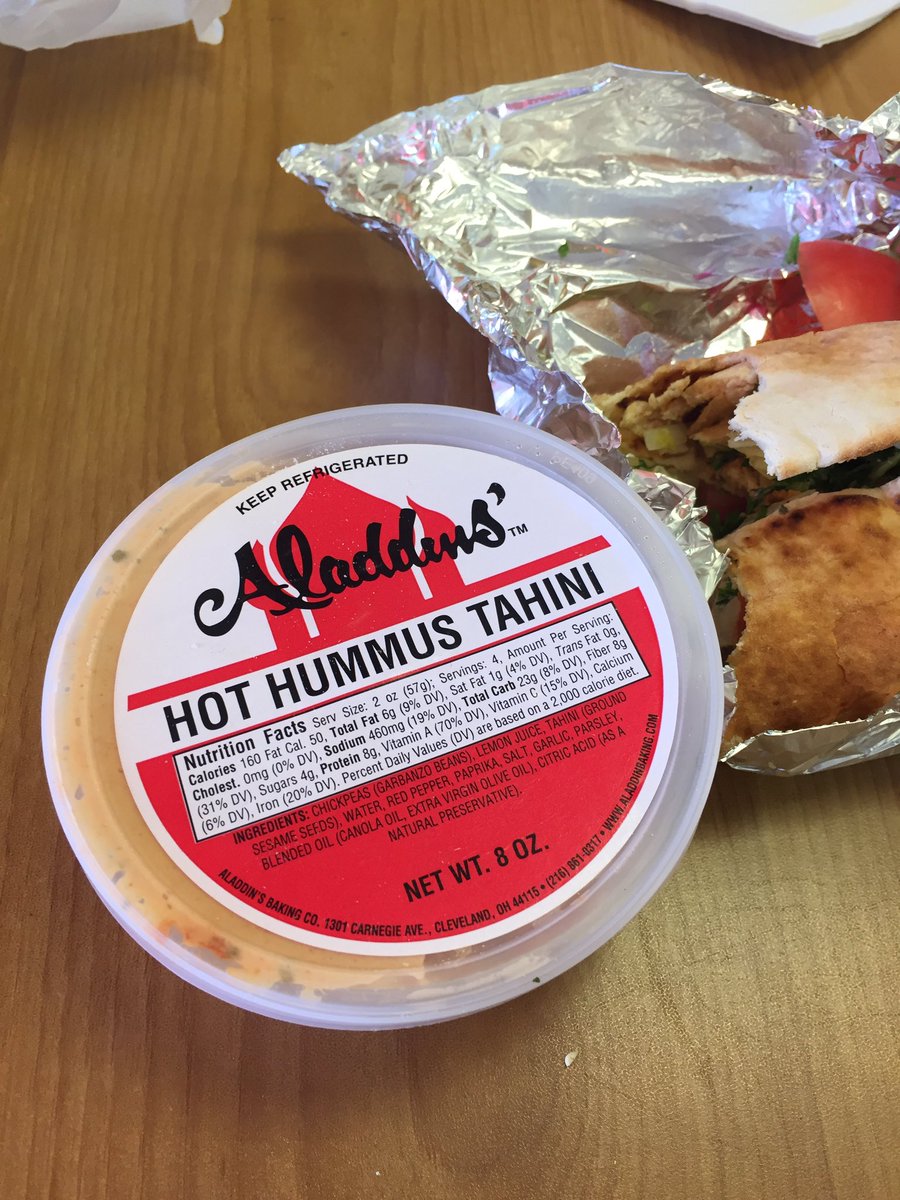 KEEP REFRIGERATED
Aladdins'™
HOT HUMMUS TAHINI
Nutrition Facts Serv Size: 2 oz (57g); Servings: 4, Amount Per Serving:
Calories 160 Fat Cal. 50, Total Fat 6g (9% DV), Sat Fat 1g (4% DV), Trans Fat 0g,
Cholest. 0mg (0% DV), Sodium 460mg (19% DV), Total Carb 23g (8% DV), Fiber 8g
(31% DV), Sugars 4g, Protein 8g, Vitamin A (70% DV), Vitamin C (15% DV), Calcium
(6% DV), Iron (20% DV), Percent Daily Values (DV) are based on a 2,000 calorie diet.
INGREDIENTS: CHICKPEAS (GARBANZO BEANS), LEMON JUICE, TAHINI (GROUND
SESAME SEFDS), WATER, RED PEPPER, PAPRIKA, SALT, GARLIC, PARSLEY,
BLENDED OIL (CANOLA OIL, EXTRA VIRGIN OLIVE OIL), CITRIC ACID (AS A
NATURAL PRESERVATIVE).
NET WT. 8 OZ.
ALADDIN'S BAKING CO. 1301 CARNEGIE AVE., CLEVELAND, OH 44115 • (216) 861-0317 • WWW.ALADDINBAKING.COM